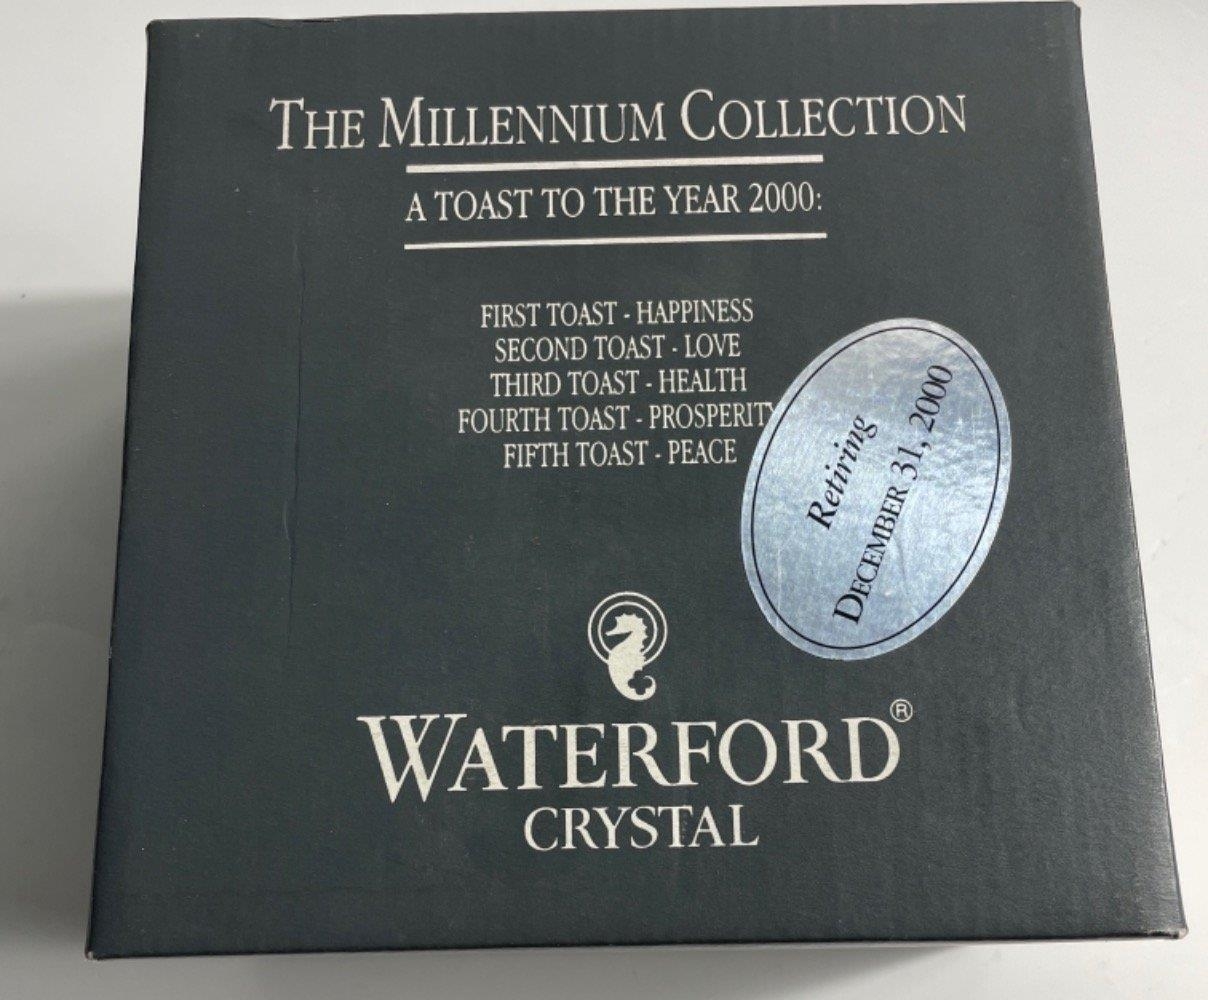 THE MILLENNIUM COLLECTION
A TOAST TO THE YEAR 2000:
FIRST TOAST - HAPPINESS
SECOND TOAST - LOVE
THIRD TOAST - HEALTH
FOURTH TOAST - PROSPERITY
FIFTH TOAST - PEACE
Retiring
DECEMBER 31, 2000
WATERFORD®
CRYSTAL